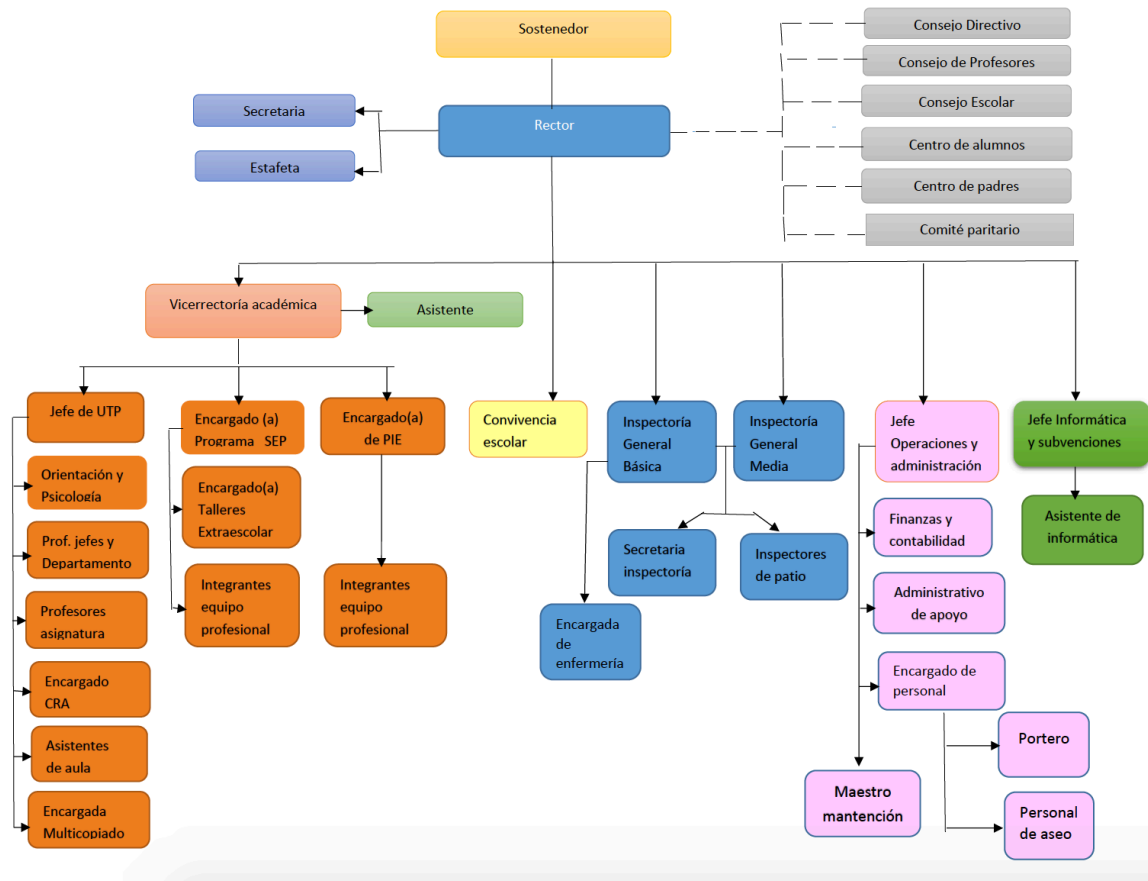 Sostenedor
Consejo Directivo
Consejo de Profesores
Secretaria
Consejo Escolar
Rector
Estafeta
Centro de alumnos
Centro de padres
Comité paritario
Vicerrectoría académica
Asistente
Jefe de UTP
Encargado (a)
Programa SEP
Encargado(a)
de PIE
Convivencia
escolar
Inspectoría
General
Básica
Inspectoría
General
Media
Jefe
Operaciones y
administración
Jefe Informática
y subvenciones
Orientación y
Psicología
Encargado(a)
Talleres
Extraescolar
Finanzas y
contabilidad
Asistente de
informática
Prof. jefes y
Departamento
Secretaria
inspectoría
Inspectores
de patio
Profesores
asignatura
Integrantes
equipo
profesional
Integrantes
equipo
profesional
Encargada
de
enfermería
Administrativo
de apoyo
Encargado
CRA
Encargado de
personal
Asistentes
de aula
Portero
Encargada
Multicopiado
Maestro
mantención
Personal
de aseo